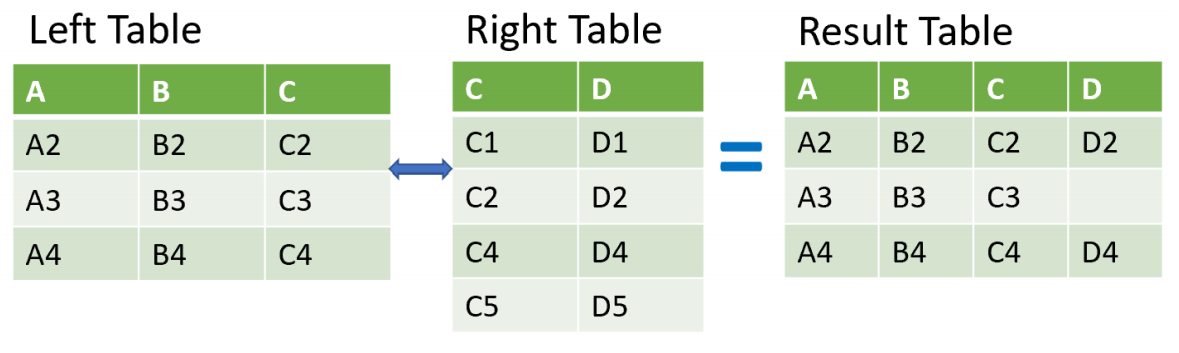 Left Table
A B C
A2 B2 C2
A3 B3 C3
A4 B4 C4
Right Table
C D
C1 D1
C2 D2
C4 D4
C5 D5
=
Result Table
A B C D
A2 B2 C2 D2
A3 B3 C3
A4 B4 C4 D4